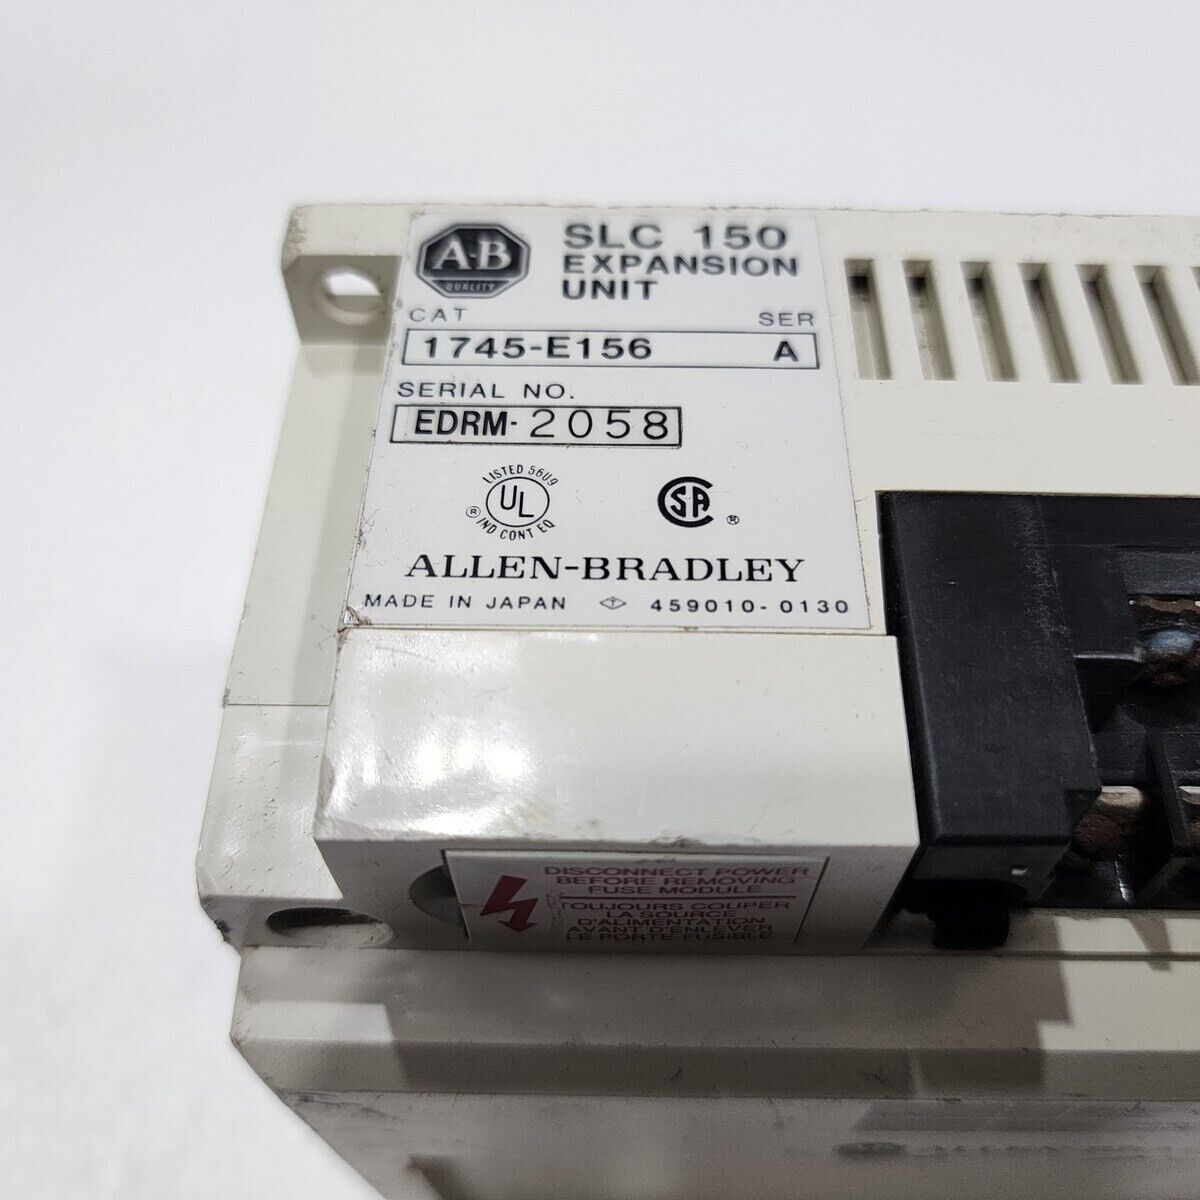 A-B
QUALITY
SLC 150
EXPANSION
UNIT
CAT SER
1745-E156 A
SERIAL NO.
EDRM-2058
LISTED 56U9
UL
® IND CONT EQ
SA ®
ALLEN-BRADLEY
MADE IN JAPAN T 459010-0130
DISCONNECT POWER
BEFORE REMOVING
FUSE MODULE
TOUJOURS COUPER
LA SOURCE
D'ALIMENTATION
AVANT D'ENLEVER
LE PORTE-FUSIBLE